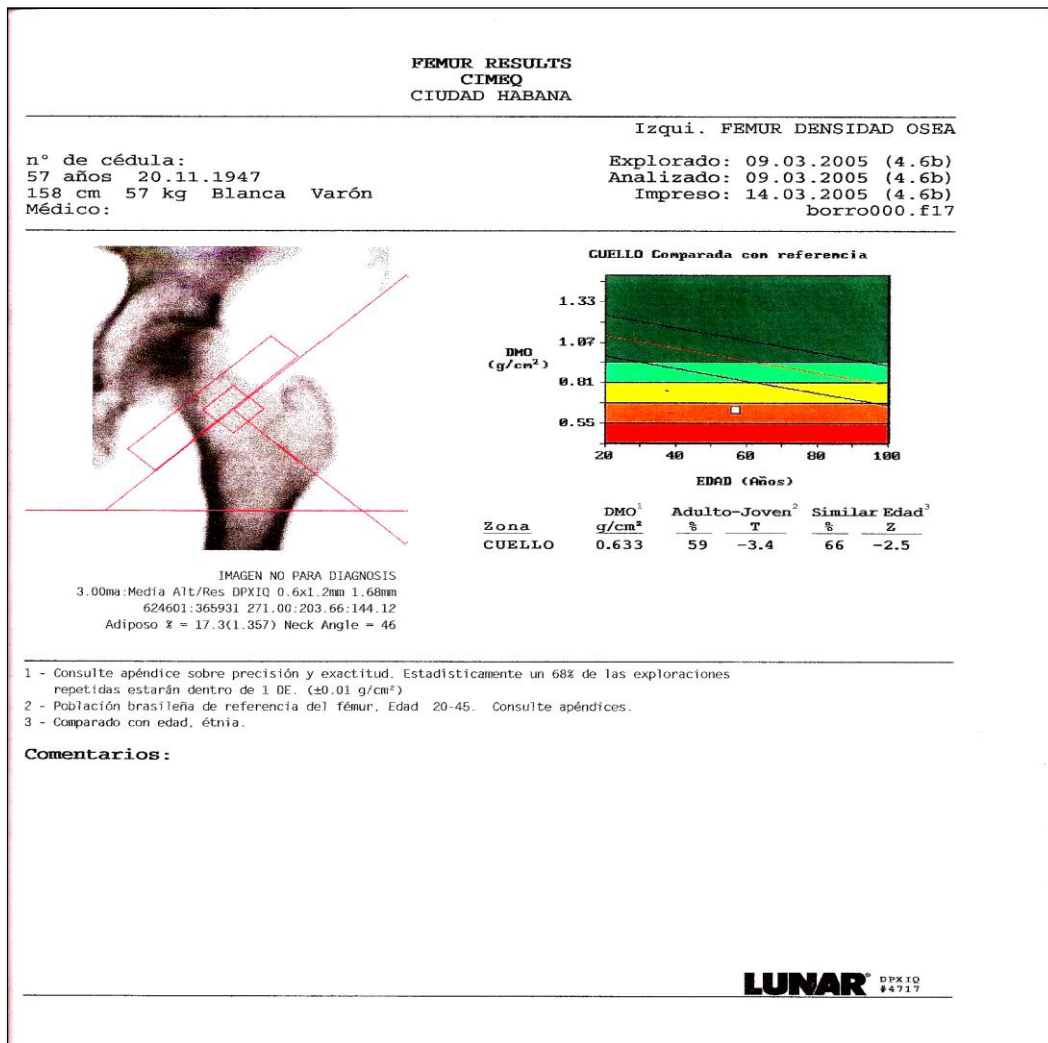 FEMUR RESULTS
CIMEQ
CIUDAD HABANA
Izqui. FEMUR DENSIDAD OSEA
n° de cédula:
57 años 20.11.1947
158 cm 57 kg Blanca Varón
Médico:
Explorado: 09.03.2005 (4.6b)
Analizado: 09.03.2005 (4.6b)
Impreso: 14.03.2005 (4.6b)
borro000.f17
CUELLO Comparada con referencia
DMO
(g/cm²)
1.33
1.07
0.81
0.55
20 40 60 80 100
EDAD (Años)
DMO¹ Adulto-Joven² Similar Edad³
Zona g/cm² % T % Z
CUELLO 0.633 59 -3.4 66 -2.5
IMAGEN NO PARA DIAGNOSIS
3.00ma:Media Alt/Res DPXIQ 0.6x1.2mm 1.68mm
624601:365931 271.00:203.66:144.12
Adiposo % = 17.3(1.357) Neck Angle = 46
1 - Consulte apéndice sobre precisión y exactitud. Estadísticamente un 68% de las exploraciones
repetidas estarán dentro de 1 DE. (±0.01 g/cm²)
2 - Población brasileña de referencia del fémur, Edad 20-45. Consulte apéndices.
3 - Comparado con edad, étnia.
Comentarios:
LUNAR® DPXIQ
#4717